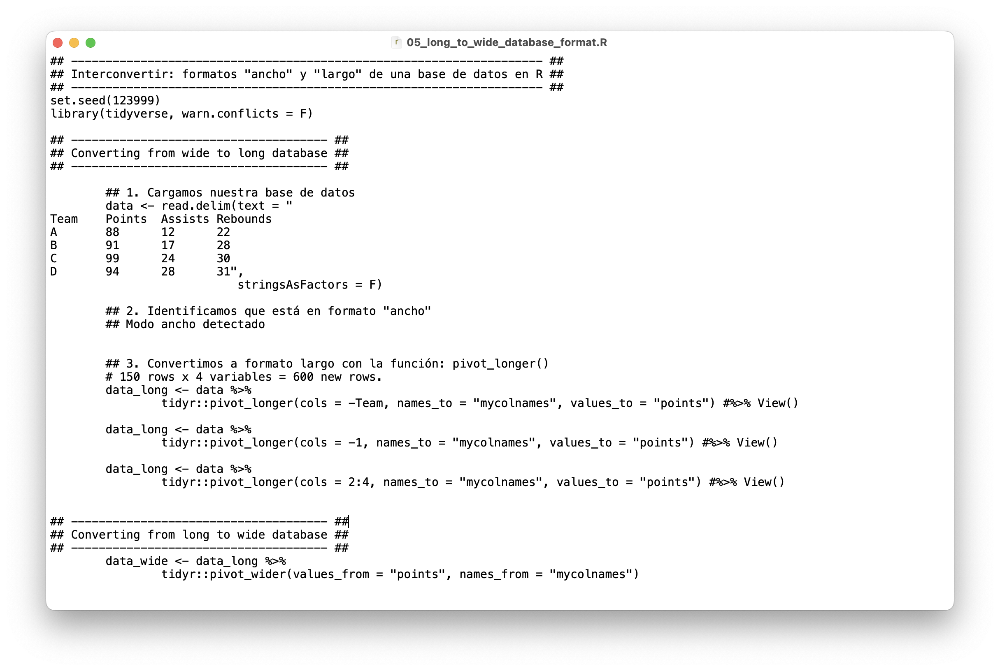 05_long_to_wide_database_format.R
## -------------------------------------------------------------------- ##
## Interconvertir: formatos "ancho" y "largo" de una base de datos en R ##
## -------------------------------------------------------------------- ##
set.seed(123999)
library(tidyverse, warn.conflicts = F)
## ------------------------------------- ##
## Converting from wide to long database ##
## ------------------------------------- ##
## 1. Cargamos nuestra base de datos
data <- read.delim(text = "
Team Points Assists Rebounds
A 88 12 22
B 91 17 28
C 99 24 30
D 94 28 31",
stringsAsFactors = F)
## 2. Identificamos que está en formato "ancho"
## Modo ancho detectado
## 3. Convertimos a formato largo con la función: pivot_longer()
# 150 rows x 4 variables = 600 new rows.
data_long <- data %>%
tidyr::pivot_longer(cols = -Team, names_to = "mycolnames", values_to = "points") #%>% View()
data_long <- data %>%
tidyr::pivot_longer(cols = -1, names_to = "mycolnames", values_to = "points") #%>% View()
data_long <- data %>%
tidyr::pivot_longer(cols = 2:4, names_to = "mycolnames", values_to = "points") #%>% View()
## ------------------------------------- ##
## Converting from long to wide database ##
## ------------------------------------- ##
data_wide <- data_long %>%
tidyr::pivot_wider(values_from = "points", names_from = "mycolnames")